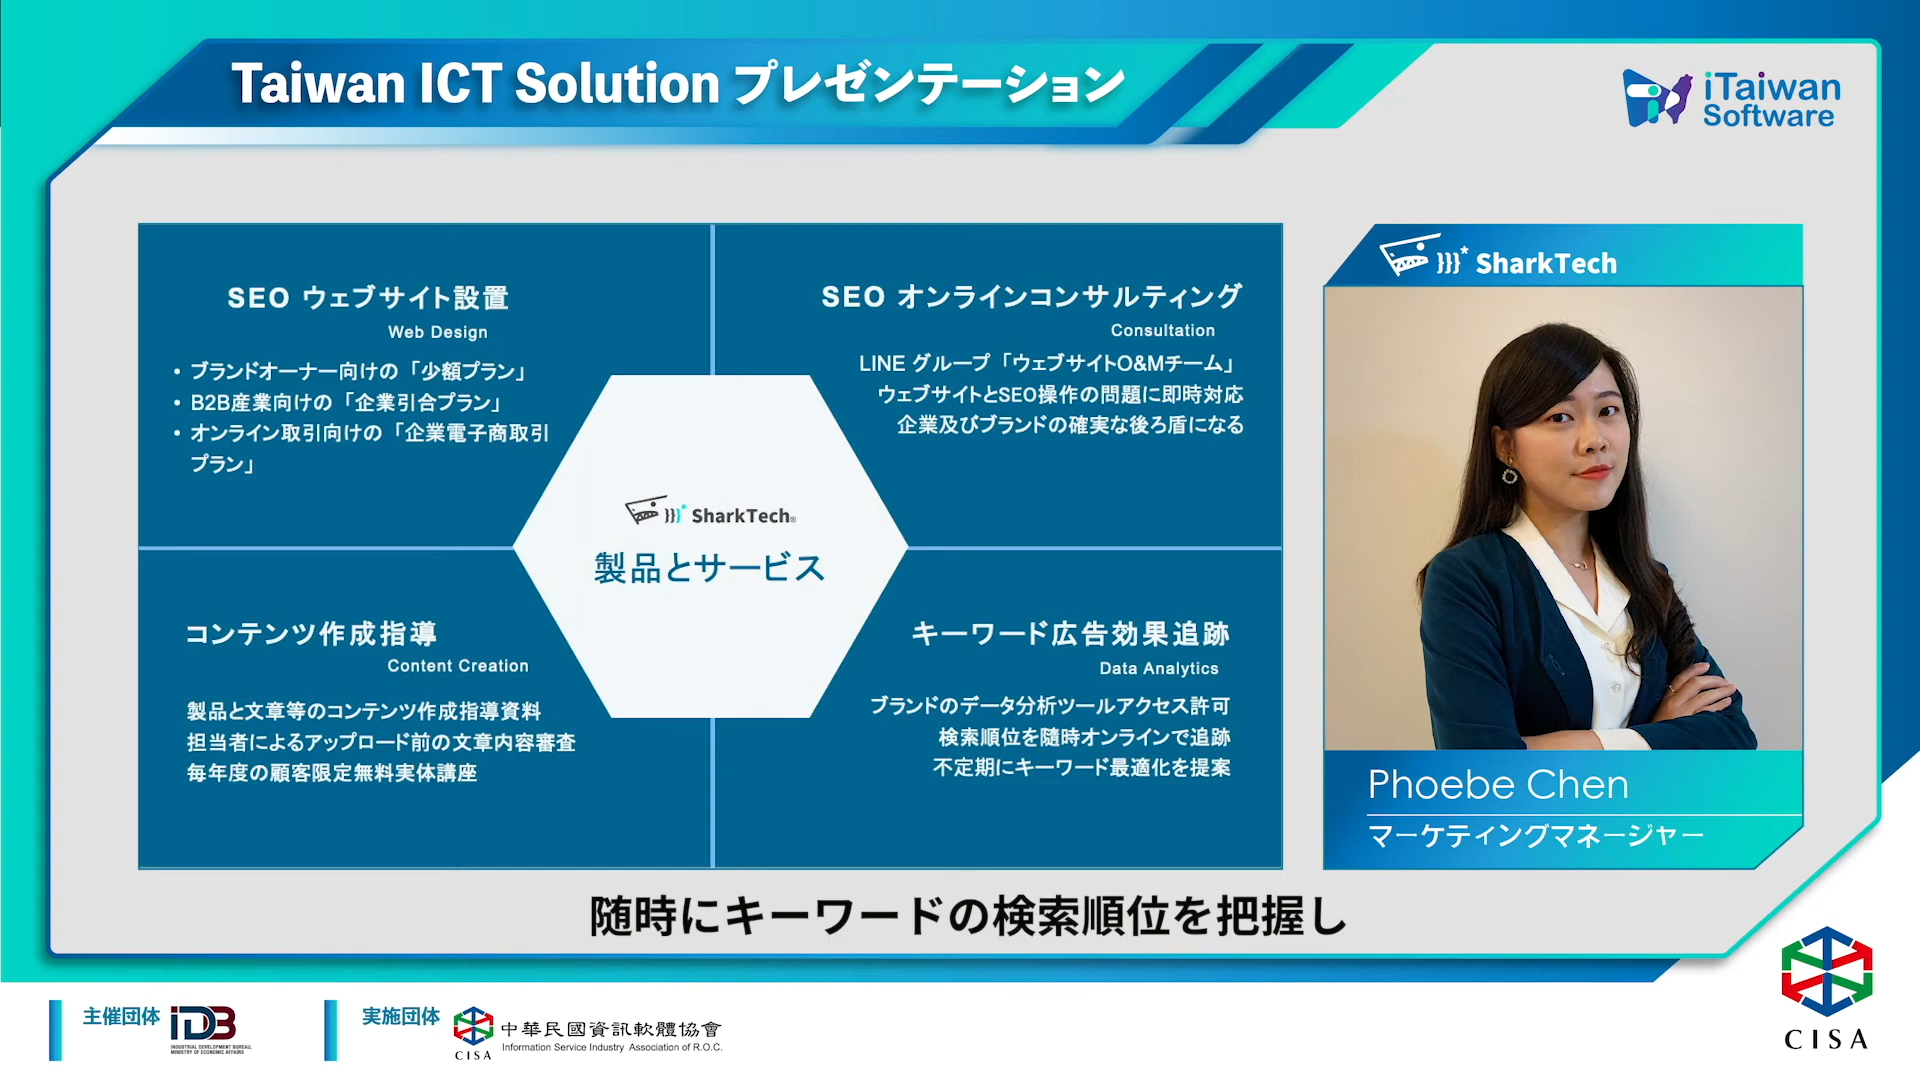 Taiwan ICT Solution プレゼンテーション
iTaiwan
Software
SEO ウェブサイト設置
Web Design
• ブランドオーナー向けの「少額プラン」
• B2B産業向けの「企業引合プラン」
• オンライン取引向けの「企業電子商取引
プラン」
SEO オンラインコンサルティング
Consultation
LINE グループ「ウェブサイトO&Mチーム」
ウェブサイトとSEO操作の問題に即時対応
企業及びブランドの確実な後ろ盾になる
SharkTech®
製品とサービス
コンテンツ作成指導
Content Creation
製品と文章等のコンテンツ作成指導資料
担当者によるアップロード前の文章内容審査
毎年度の顧客限定無料実体講座
キーワード広告効果追跡
Data Analytics
ブランドのデータ分析ツールアクセス許可
検索順位を随時オンラインで追跡
不定期にキーワード最適化を提案
SharkTech
Phoebe Chen
マーケティングマネージャー
随時にキーワードの検索順位を把握し
主催団体
IDB
INDUSTRIAL DEVELOPMENT BUREAU,
MINISTRY OF ECONOMIC AFFAIRS
実施団体
CISA
中華民國資訊軟體協會
Information Service Industry Association of R.O.C.
CISA